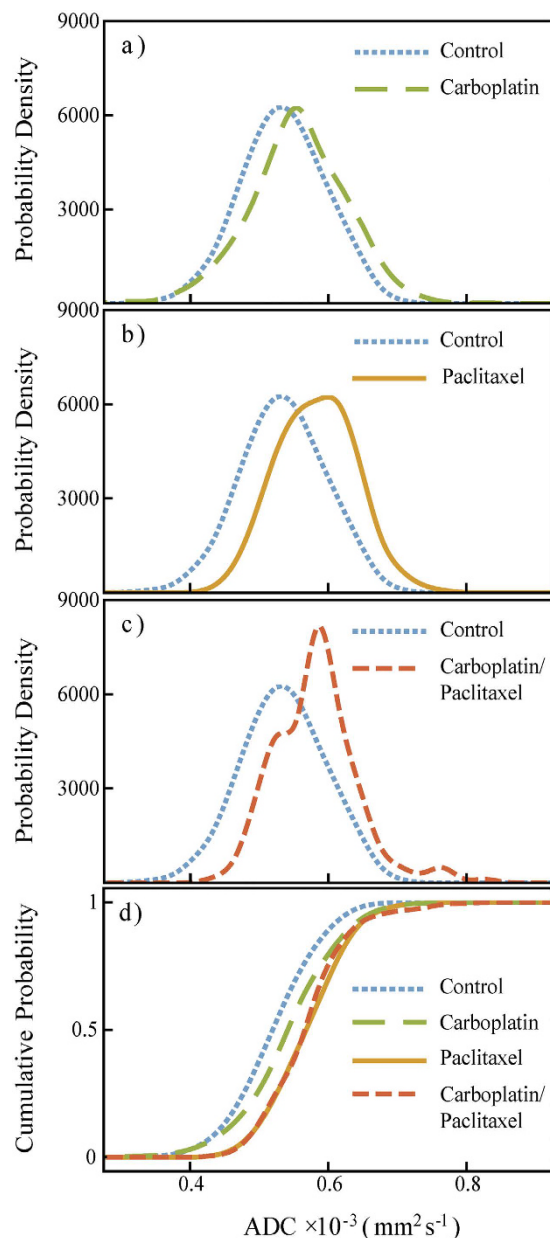 9000
a)
Control
Carboplatin
6000
3000
Probability Density
9000
b)
Control
Paclitaxel
6000
3000
Probability Density
9000
c)
Control
Carboplatin/
Paclitaxel
6000
3000
Probability Density
1
d)
Control
Carboplatin
Paclitaxel
Carboplatin/
Paclitaxel
0.5
0
Cumulative Probability
0.4 0.6 0.8
ADC ×10⁻³ (mm² s⁻¹)